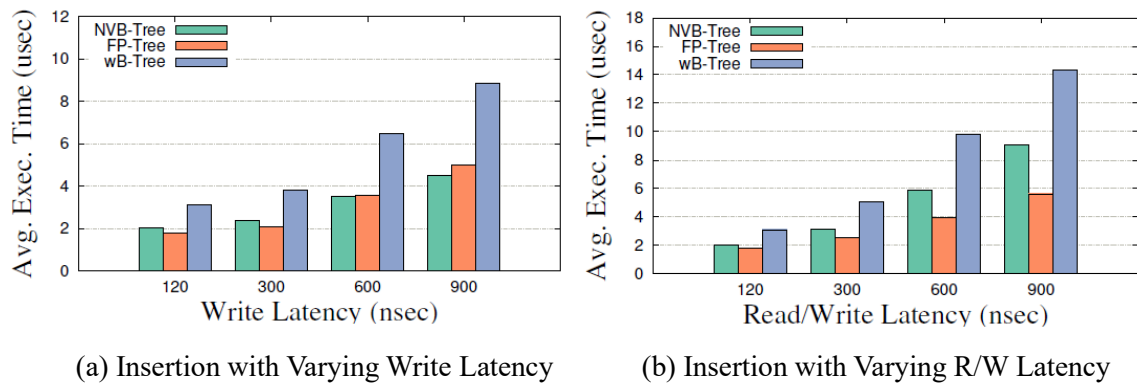 12
10
8
6
4
2
0
Avg. Exec. Time (usec)
NVB-Tree
FP-Tree
wB-Tree
120 300 600 900
Write Latency (nsec)
(a) Insertion with Varying Write Latency
18
16
14
12
10
8
6
4
2
0
Avg. Exec. Time (usec)
NVB-Tree
FP-Tree
wB-Tree
120 300 600 900
Read/Write Latency (nsec)
(b) Insertion with Varying R/W Latency